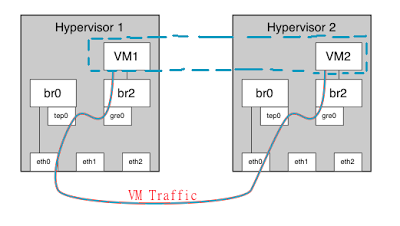 Hypervisor 1
Hypervisor 2
VM1
VM2
br0
br2
br0
br2
tep0
gre0
tep0
gre0
eth0
eth1
eth2
eth0
eth1
eth2
VM Traffic